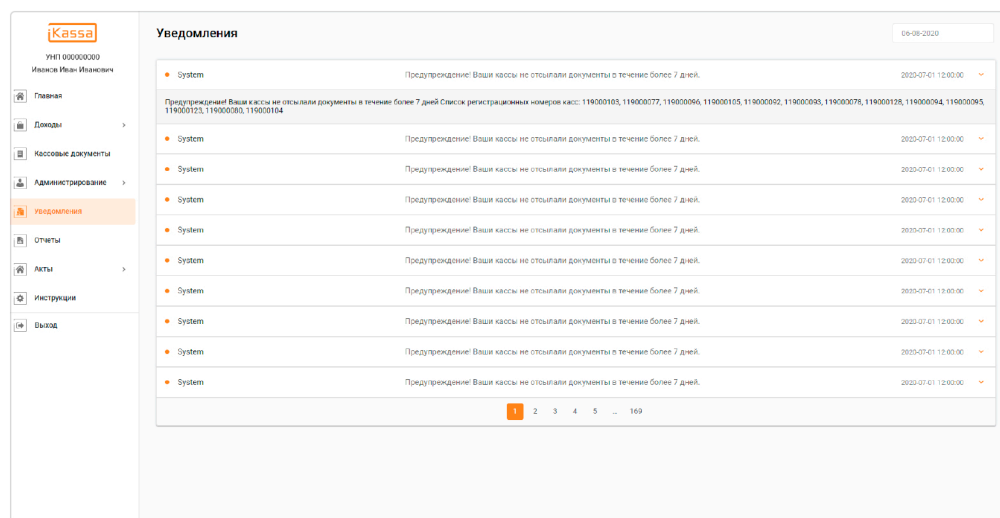 iKassa
УНП 000000000
Иванов Иван Иванович
Главная
Доходы
Кассовые документы
Администрирование
Уведомления
Отчеты
Акты
Инструкции
Выход
Уведомления
06-08-2020
System Предупреждение! Ваши кассы не отсылали документы в течение более 7 дней. 2020-07-01 12:00:00
Предупреждение! Ваши кассы не отсылали документы в течение более 7 дней Список регистрационных номеров касс: 119000103, 119000077, 119000096, 119000105, 119000092, 119000093, 119000078, 119000128, 119000094, 119000095,
119000123, 119000080, 119000104
System Предупреждение! Ваши кассы не отсылали документы в течение более 7 дней. 2020-07-01 12:00:00
System Предупреждение! Ваши кассы не отсылали документы в течение более 7 дней. 2020-07-01 12:00:00
System Предупреждение! Ваши кассы не отсылали документы в течение более 7 дней. 2020-07-01 12:00:00
System Предупреждение! Ваши кассы не отсылали документы в течение более 7 дней. 2020-07-01 12:00:00
System Предупреждение! Ваши кассы не отсылали документы в течение более 7 дней. 2020-07-01 12:00:00
System Предупреждение! Ваши кассы не отсылали документы в течение более 7 дней. 2020-07-01 12:00:00
System Предупреждение! Ваши кассы не отсылали документы в течение более 7 дней. 2020-07-01 12:00:00
System Предупреждение! Ваши кассы не отсылали документы в течение более 7 дней. 2020-07-01 12:00:00
System Предупреждение! Ваши кассы не отсылали документы в течение более 7 дней. 2020-07-01 12:00:00
1 2 3 4 5 ... 169